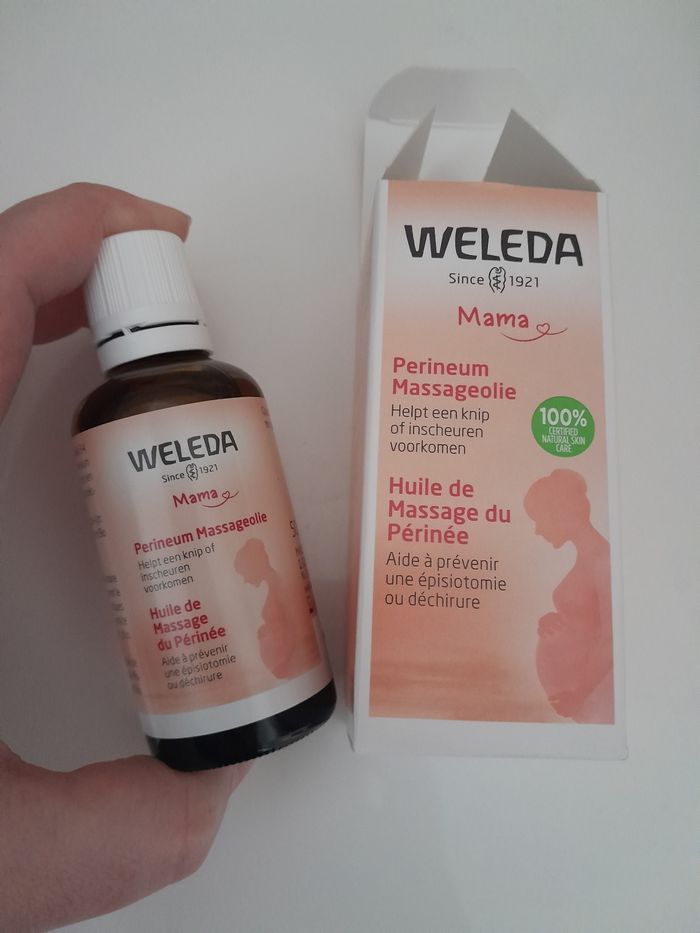 WELEDA
Since 1921
Mama
Perineum Massageolie
Helpt een knip of
inscheuren
voorkomen
Huile de
Massage
du Périnée
Aide à prévenir
une épisiotomie
ou déchirure
WELEDA
Since 1921
Mama
Perineum
Massageolie
Helpt een knip
of inscheuren
voorkomen
100%
CERTIFIED
NATURAL SKIN
CARE
Huile de
Massage du
Périnée
Aide à prévenir
une épisiotomie
ou déchirure